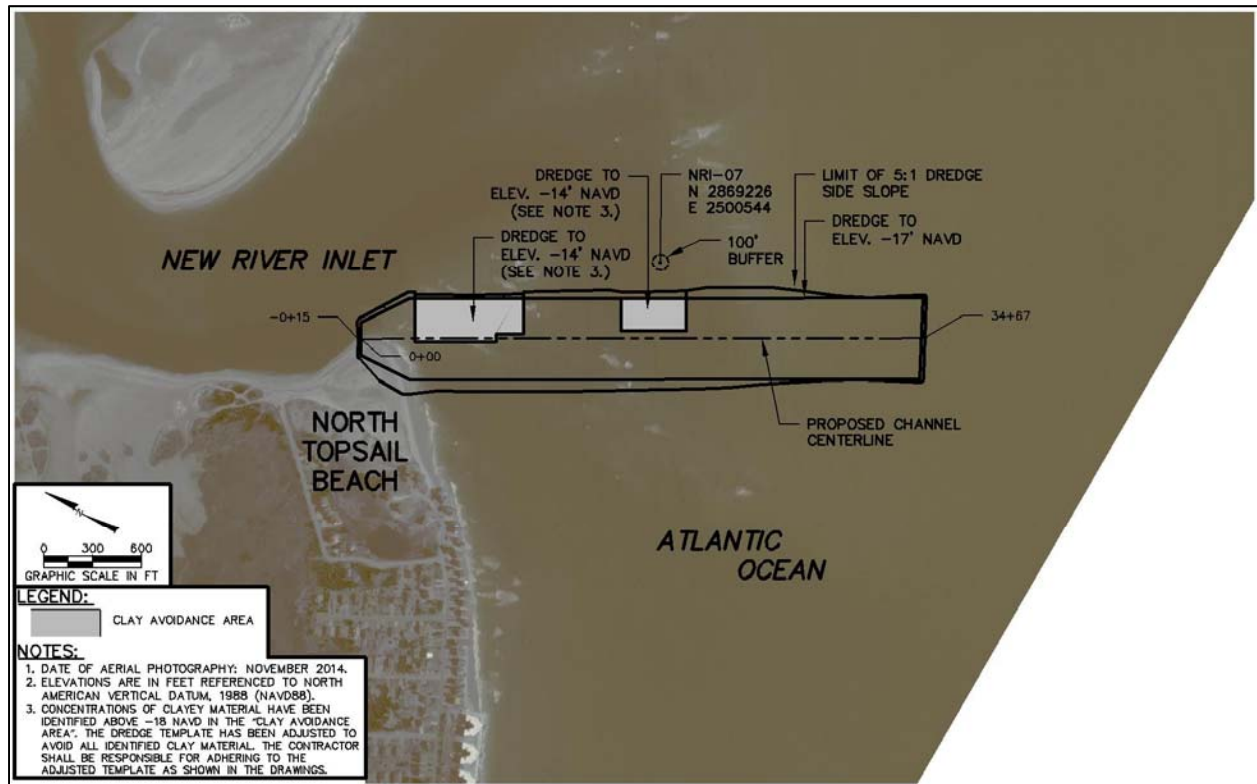 DREDGE TO
ELEV. -14' NAVD
(SEE NOTE 3.)
NRI-07
N 2869226
E 2500544
LIMIT OF 5:1 DREDGE
SIDE SLOPE
DREDGE TO
ELEV. -17' NAVD
DREDGE TO
ELEV. -14' NAVD
(SEE NOTE 3.)
100'
BUFFER
NEW RIVER INLET
-0+15
0+00
34+67
PROPOSED CHANNEL
CENTERLINE
NORTH
TOPSAIL
BEACH
ATLANTIC
OCEAN
N
0 300 600
GRAPHIC SCALE IN FT
LEGEND:
CLAY AVOIDANCE AREA
NOTES:
1. DATE OF AERIAL PHOTOGRAPHY: NOVEMBER 2014.
2. ELEVATIONS ARE IN FEET REFERENCED TO NORTH
AMERICAN VERTICAL DATUM, 1988 (NAVD88).
3. CONCENTRATIONS OF CLAYEY MATERIAL HAVE BEEN
IDENTIFIED ABOVE -18 NAVD IN THE "CLAY AVOIDANCE
AREA". THE DREDGE TEMPLATE HAS BEEN ADJUSTED TO
AVOID ALL IDENTIFIED CLAY MATERIAL. THE CONTRACTOR
SHALL BE RESPONSIBLE FOR ADHERING TO THE
ADJUSTED TEMPLATE AS SHOWN IN THE DRAWINGS.